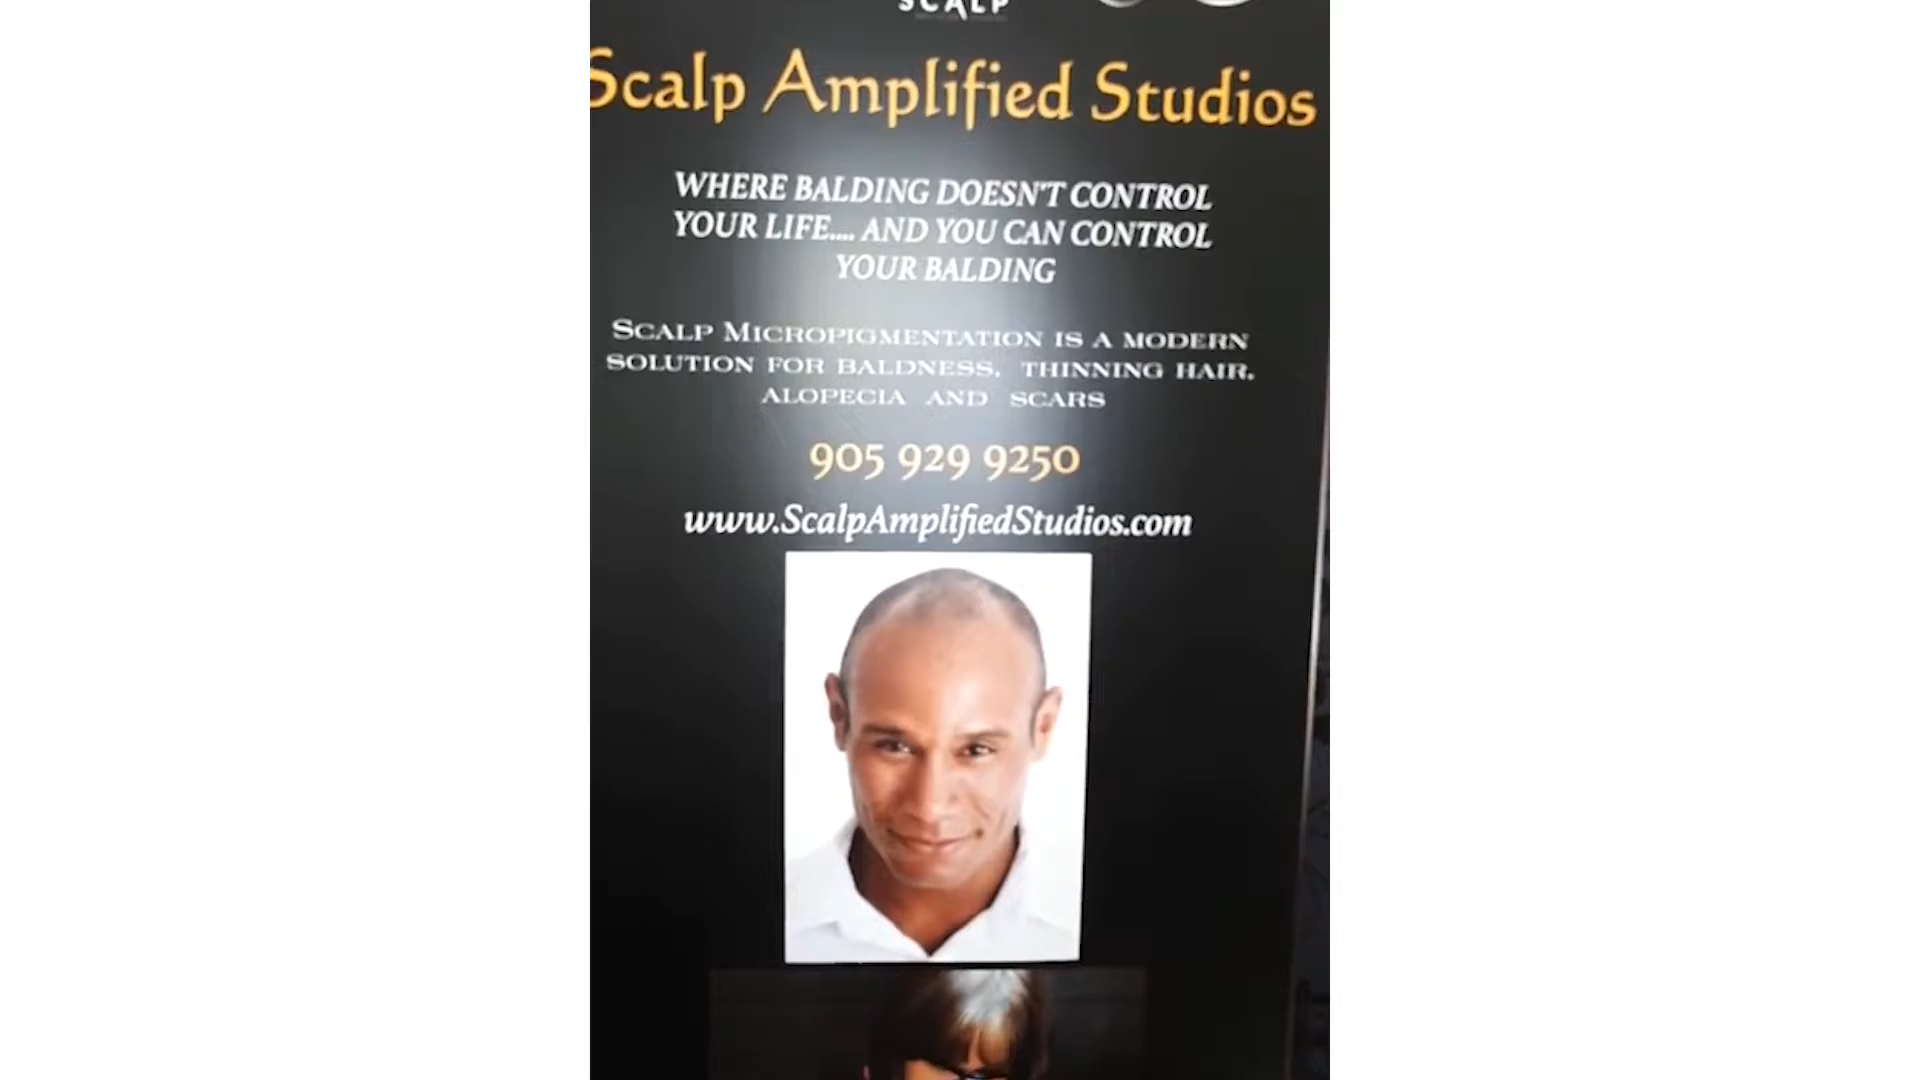 SCALP
Scalp Amplified Studios
WHERE BALDING DOESN'T CONTROL
YOUR LIFE.... AND YOU CAN CONTROL
YOUR BALDING
SCALP MICROPIGMENTATION IS A MODERN
SOLUTION FOR BALDNESS, THINNING HAIR,
ALOPECIA AND SCARS
905 929 9250
www.ScalpAmplifiedStudios.com